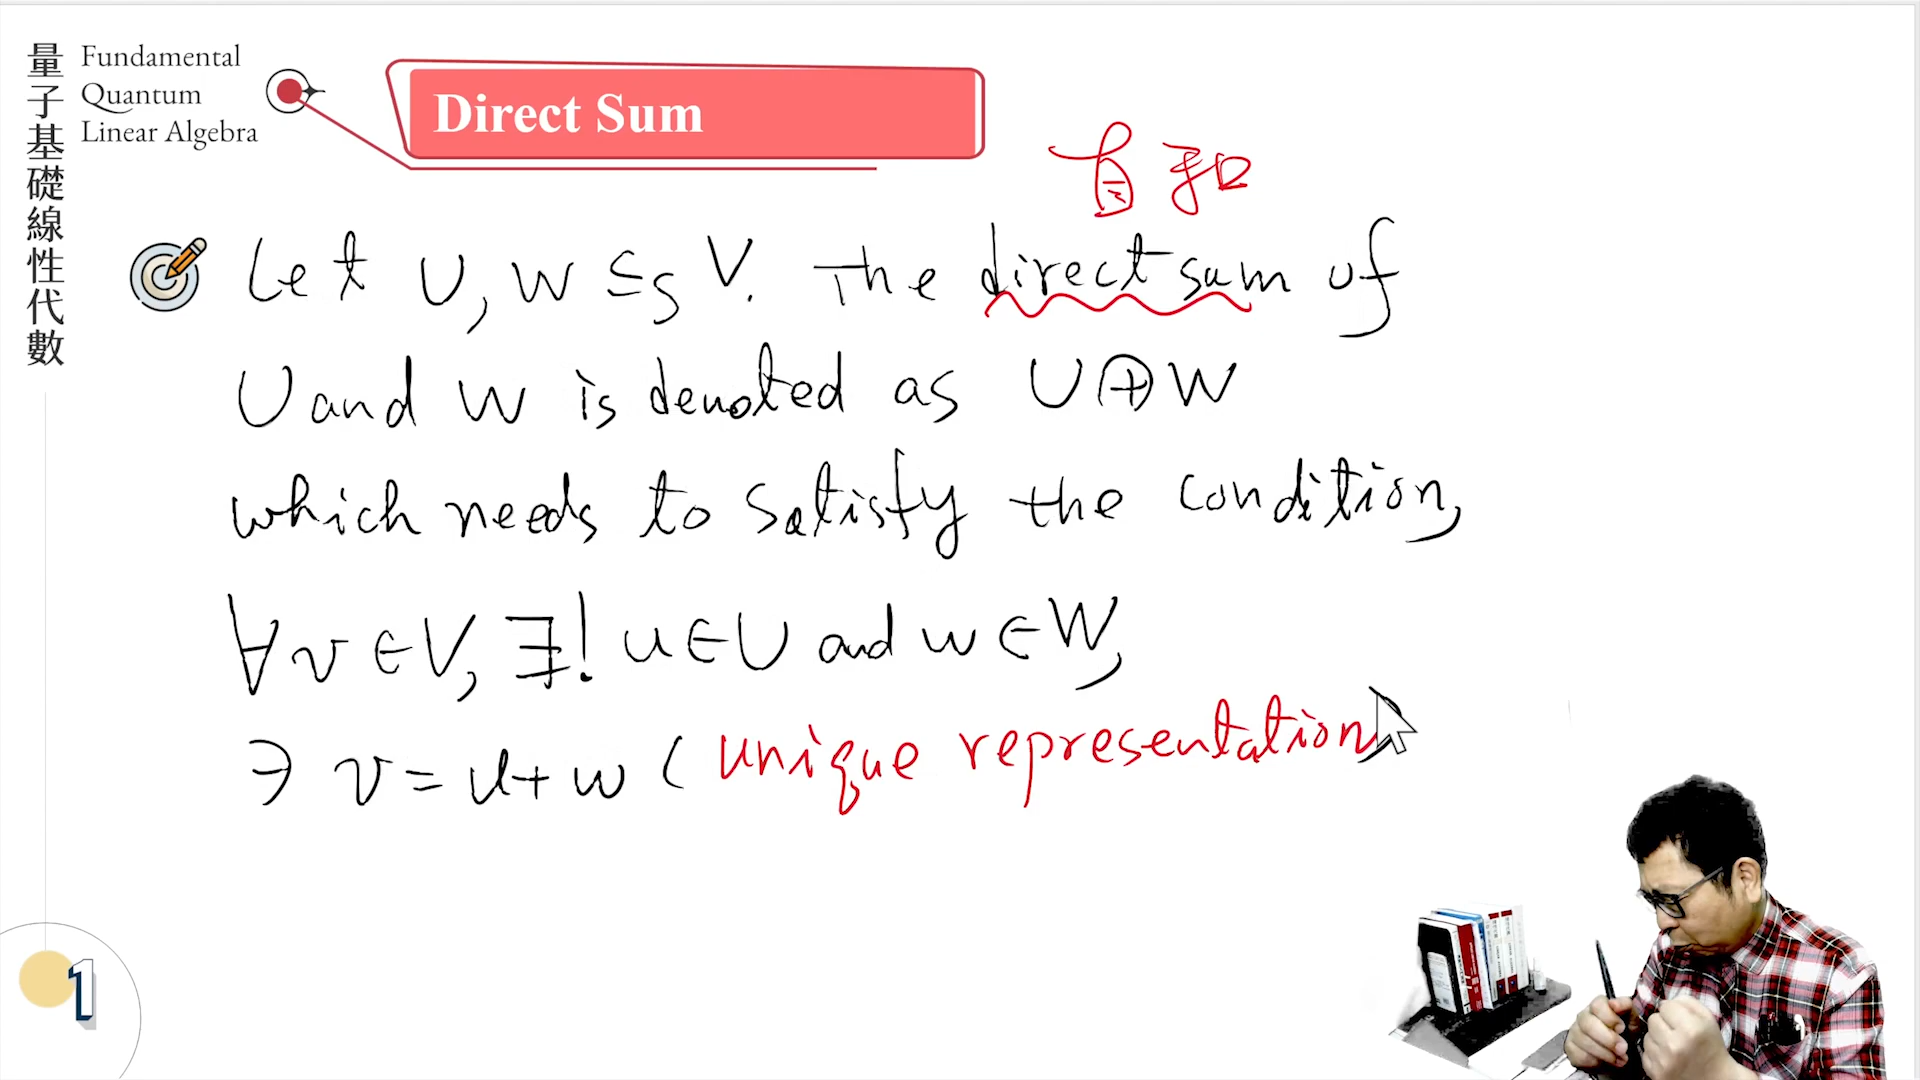 量子基礎線性代數
Fundamental
Quantum
Linear Algebra
Direct Sum
直和
Let U, W ⊆s V. The direct sum of
U and W is denoted as U⊕W
which needs to satisfy the condition,
∀v∈V, ∃! u∈U and w∈W,
∋ v=u+w (unique representation)
1